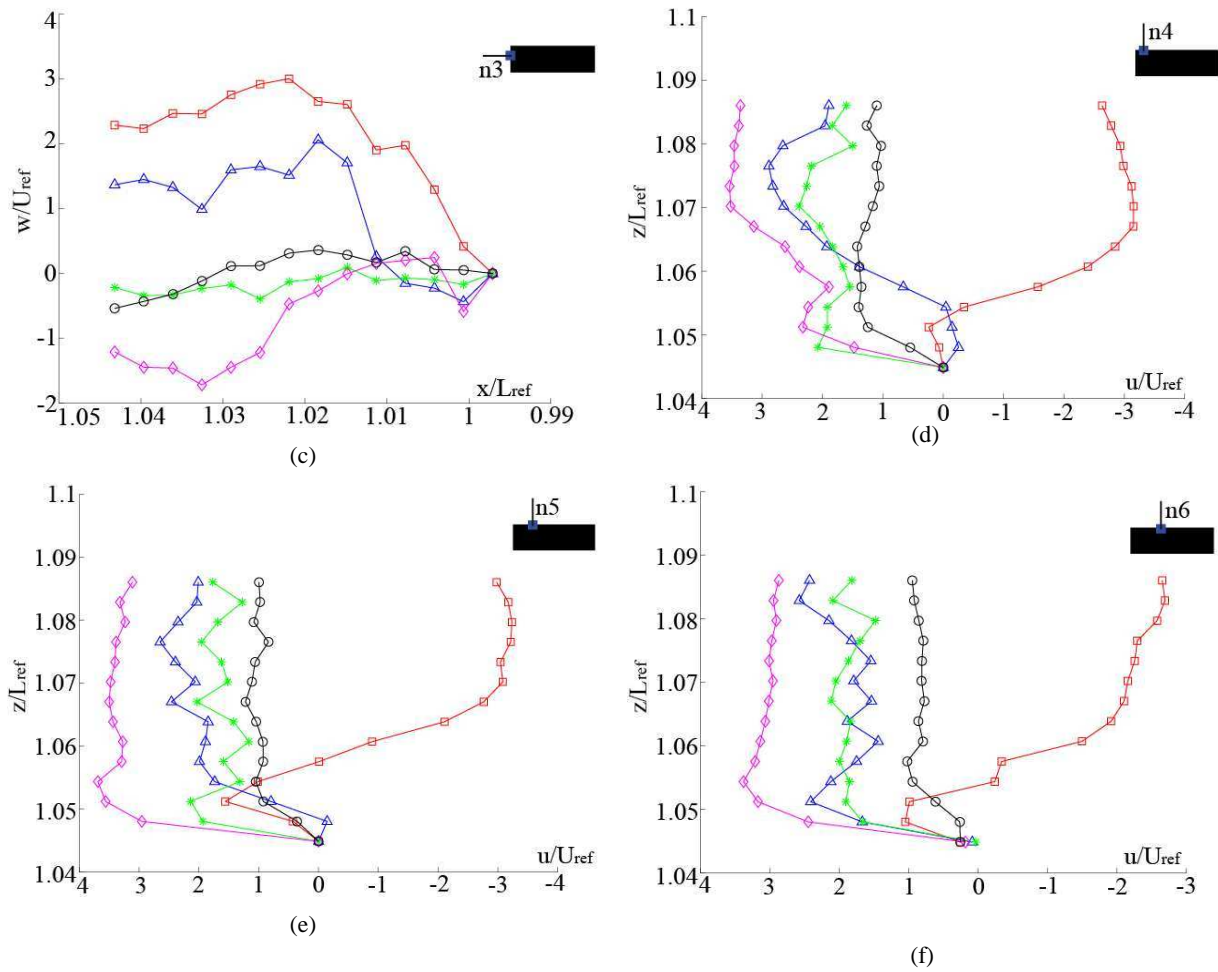 4
3
2
1
0
-1
-2
w/Uref
n3
x/Lref
1.05 1.04 1.03 1.02 1.01 1 0.99
(c)
1.1
1.09
1.08
1.07
1.06
1.05
1.04
z/Lref
n4
u/Uref
4 3 2 1 0 -1 -2 -3 -4
(d)
1.1
1.09
1.08
1.07
1.06
1.05
1.04
z/Lref
n5
u/Uref
4 3 2 1 0 -1 -2 -3 -4
(e)
1.1
1.09
1.08
1.07
1.06
1.05
1.04
z/Lref
n6
u/Uref
4 3 2 1 0 -1 -2 -3
(f)